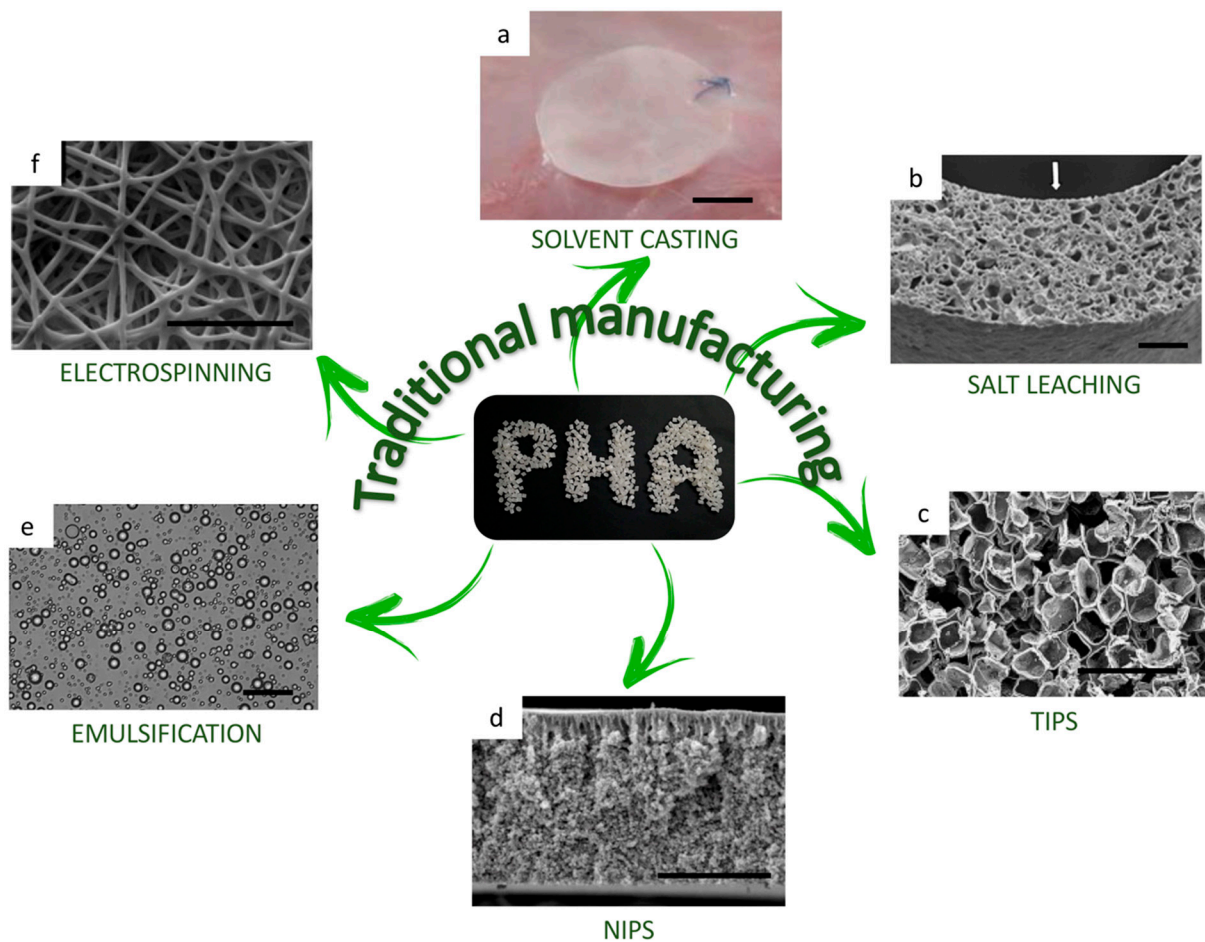 a
SOLVENT CASTING
b
SALT LEACHING
c
TIPS
d
NIPS
e
EMULSIFICATION
f
ELECTROSPINNING
Traditional manufacturing
PHA